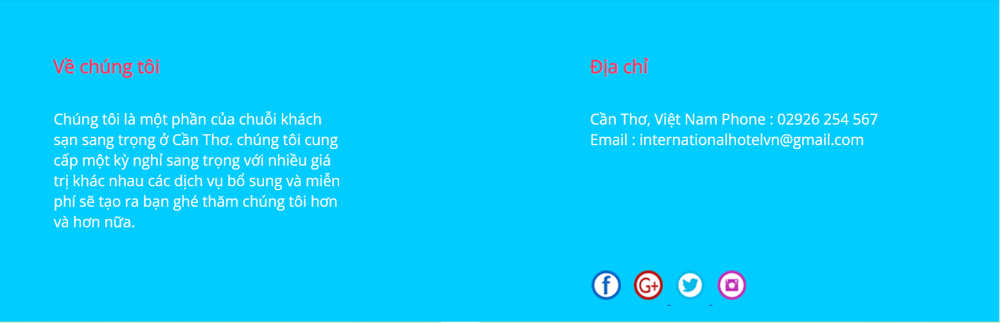 Về chúng tôi
Chúng tôi là một phần của chuỗi khách
sạn sang trọng ở Cần Thơ. chúng tôi cung
cấp một kỳ nghỉ sang trọng với nhiều giá
trị khác nhau các dịch vụ bổ sung và miễn
phí sẽ tạo ra bạn ghé thăm chúng tôi hơn
và hơn nữa.
Địa chỉ
Cần Thơ, Việt Nam Phone : 02926 254 567
Email : internationalhotelvn@gmail.com
f G+